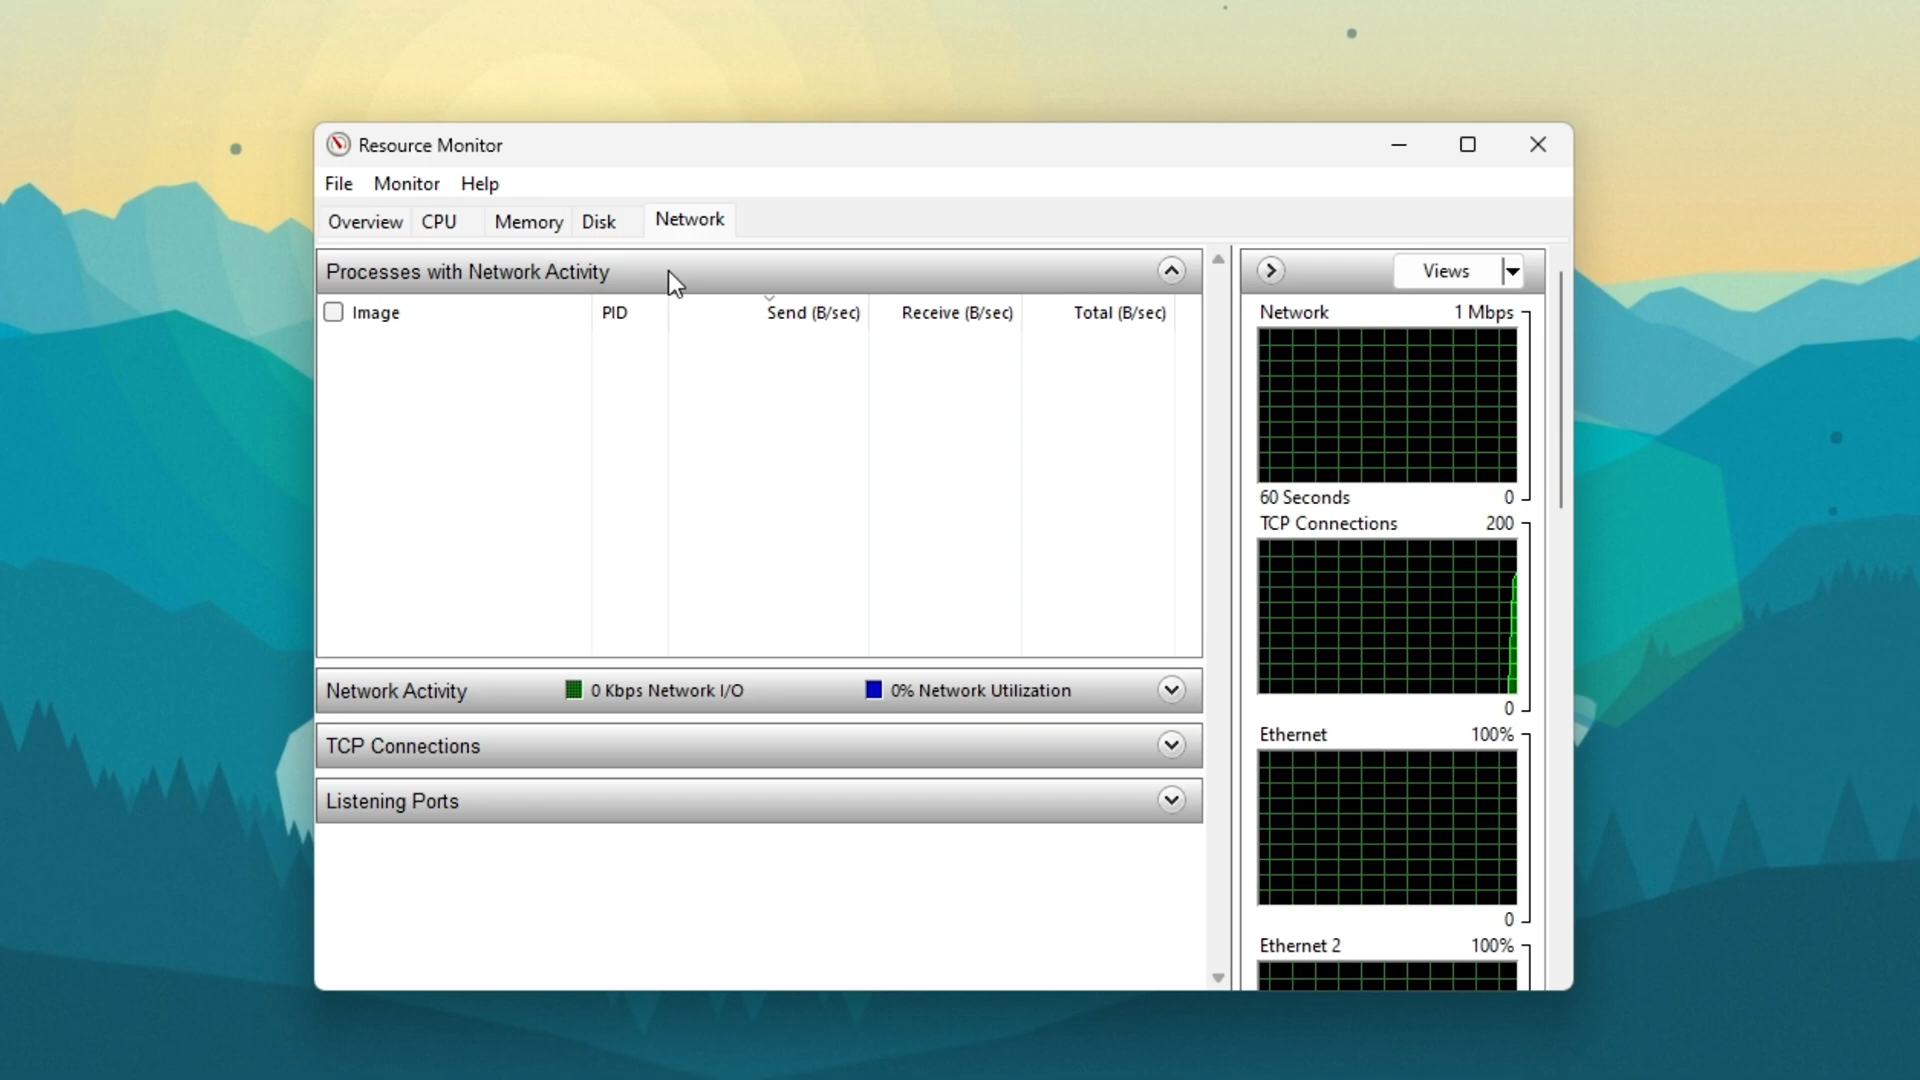 Resource Monitor
File Monitor Help
Overview CPU Memory Disk Network
Processes with Network Activity
Image PID Send (B/sec) Receive (B/sec) Total (B/sec)
Network Activity 0 Kbps Network I/O 0% Network Utilization
TCP Connections
Listening Ports
Views
Network 1 Mbps
60 Seconds 0
TCP Connections 200
0
Ethernet 100%
0
Ethernet 2 100%